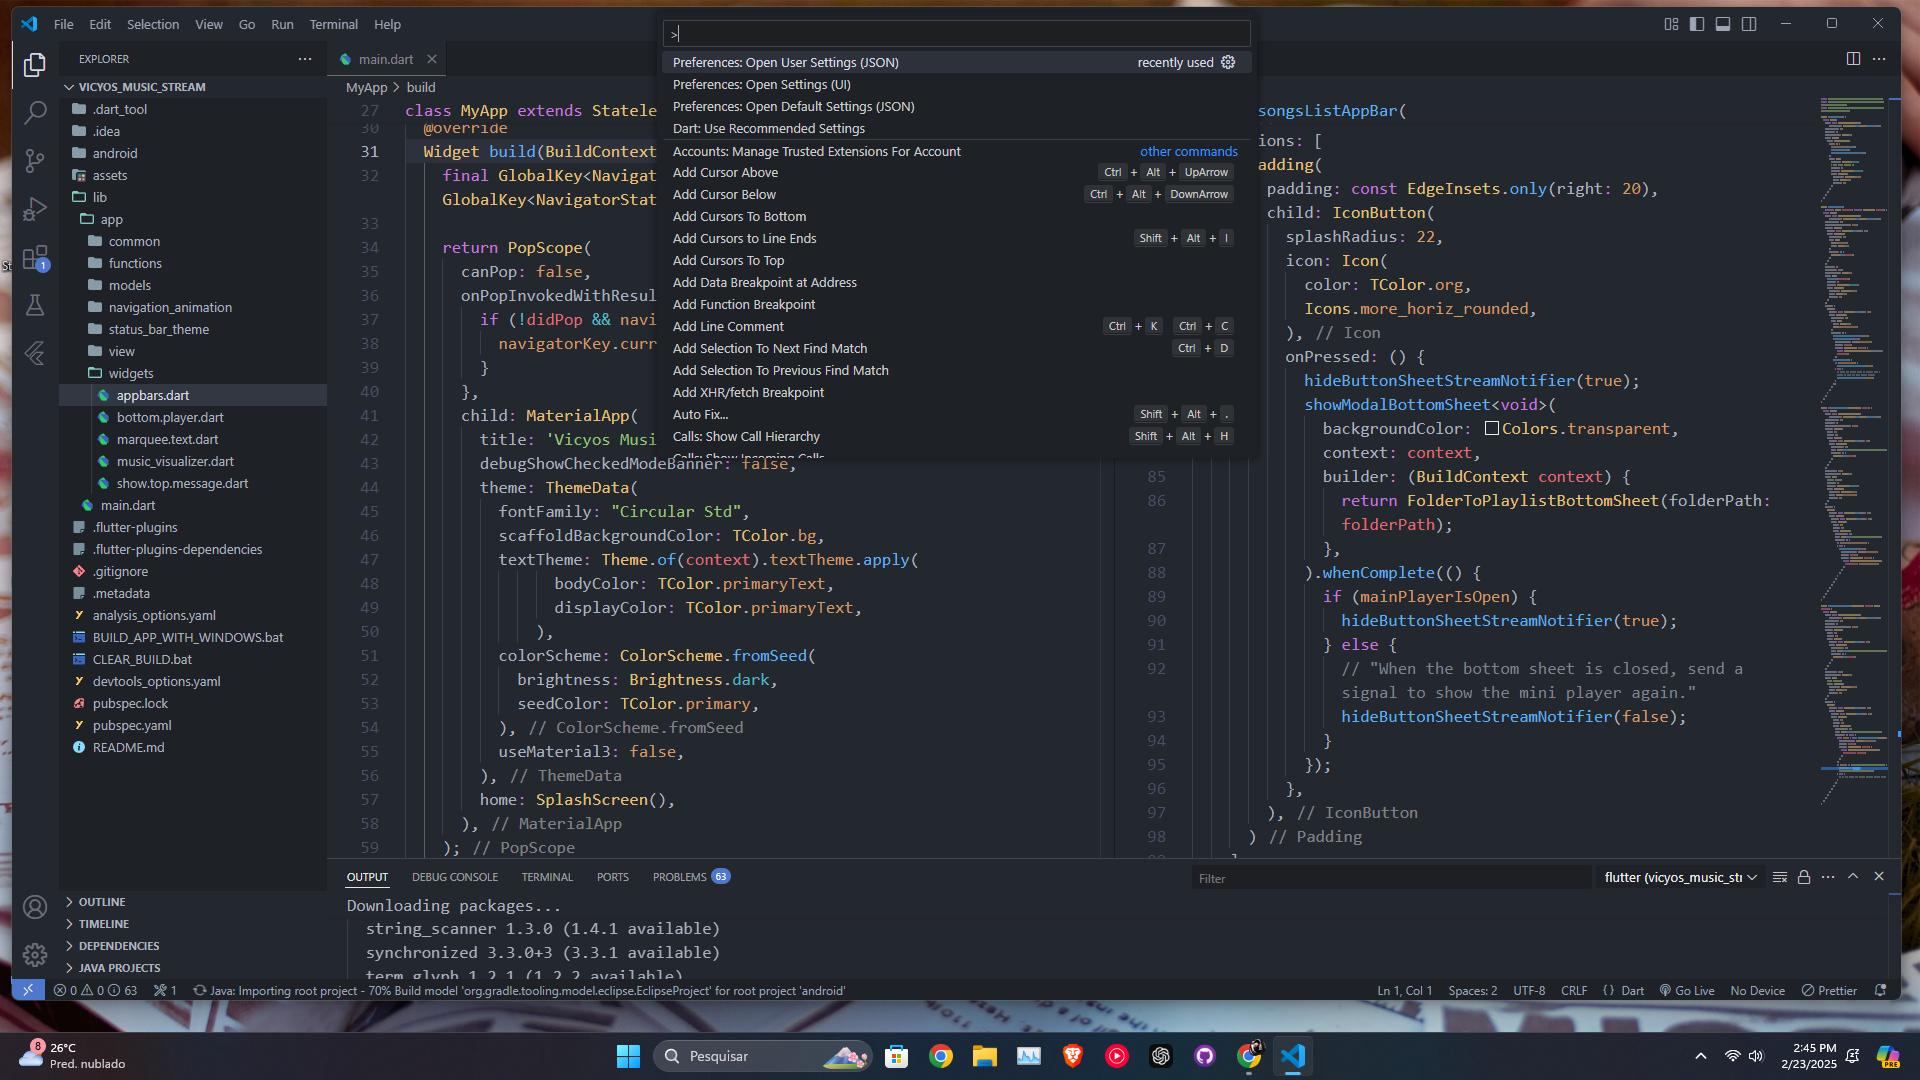 File Edit Selection View Go Run Terminal Help
>
Preferences: Open User Settings (JSON) recently used
Preferences: Open Settings (UI)
Preferences: Open Default Settings (JSON)
Dart: Use Recommended Settings
Accounts: Manage Trusted Extensions For Account other commands
Add Cursor Above Ctrl + Alt + UpArrow
Add Cursor Below Ctrl + Alt + DownArrow
Add Cursors To Bottom
Add Cursors to Line Ends Shift + Alt + I
Add Cursors To Top
Add Data Breakpoint at Address
Add Function Breakpoint
Add Line Comment Ctrl + K Ctrl + C
Add Selection To Next Find Match Ctrl + D
Add Selection To Previous Find Match
Add XHR/fetch Breakpoint
Auto Fix... Shift + Alt + .
Calls: Show Call Hierarchy Shift + Alt + H
Calls: Show Incoming Calls
EXPLORER
VICYOS_MUSIC_STREAM
.dart_tool
.idea
android
assets
lib
app
common
functions
models
navigation_animation
status_bar_theme
view
widgets
appbars.dart
bottom.player.dart
marquee.text.dart
music_visualizer.dart
show.top.message.dart
main.dart
.flutter-plugins
.flutter-plugins-dependencies
.gitignore
.metadata
analysis_options.yaml
BUILD_APP_WITH_WINDOWS.bat
CLEAR_BUILD.bat
devtools_options.yaml
pubspec.lock
pubspec.yaml
README.md
OUTLINE
TIMELINE
DEPENDENCIES
JAVA PROJECTS
1
main.dart
MyApp > build
27 class MyApp extends Statele
30 @override
31 Widget build(BuildContext
32 final GlobalKey<Navigat
GlobalKey<NavigatorStat
33
34 return PopScope(
35 canPop: false,
36 onPopInvokedWithResul
37 if (!didPop && navi
38 navigatorKey.curr
39 }
40 },
41 child: MaterialApp(
42 title: 'Vicyos Musi
43 debugShowCheckedModeBanner: false,
44 theme: ThemeData(
45 fontFamily: "Circular Std",
46 scaffoldBackgroundColor: TColor.bg,
47 textTheme: Theme.of(context).textTheme.apply(
48 bodyColor: TColor.primaryText,
49 displayColor: TColor.primaryText,
50 ),
51 colorScheme: ColorScheme.fromSeed(
52 brightness: Brightness.dark,
53 seedColor: TColor.primary,
54 ), // ColorScheme.fromSeed
55 useMaterial3: false,
56 ), // ThemeData
57 home: SplashScreen(),
58 ), // MaterialApp
59 ); // PopScope
songsListAppBar(
ions: [
adding(
padding: const EdgeInsets.only(right: 20),
child: IconButton(
splashRadius: 22,
icon: Icon(
color: TColor.org,
Icons.more_horiz_rounded,
), // Icon
onPressed: () {
hideButtonSheetStreamNotifier(true);
showModalBottomSheet<void>(
backgroundColor: Colors.transparent,
context: context,
85 builder: (BuildContext context) {
86 return FolderToPlaylistBottomSheet(folderPath:
folderPath);
87 },
88 ).whenComplete(() {
89 if (mainPlayerIsOpen) {
90 hideButtonSheetStreamNotifier(true);
91 } else {
92 // "When the bottom sheet is closed, send a
signal to show the mini player again."
93 hideButtonSheetStreamNotifier(false);
94 }
95 });
96 },
97 ), // IconButton
98 ) // Padding
OUTPUT DEBUG CONSOLE TERMINAL PORTS PROBLEMS 63
Filter
flutter (vicyos_music_str
Downloading packages...
string_scanner 1.3.0 (1.4.1 available)
synchronized 3.3.0+3 (3.3.1 available)
term_glyph 1.2.1 (1.2.2 available)
0 0 63 1 Java: Importing root project - 70% Build model 'org.gradle.tooling.model.eclipse.EclipseProject' for root project 'android'
Ln 1, Col 1 Spaces: 2 UTF-8 CRLF {} Dart Go Live No Device Prettier
8
26°C
Pred. nublado
Pesquisar
2:45 PM
2/23/2025
PRE